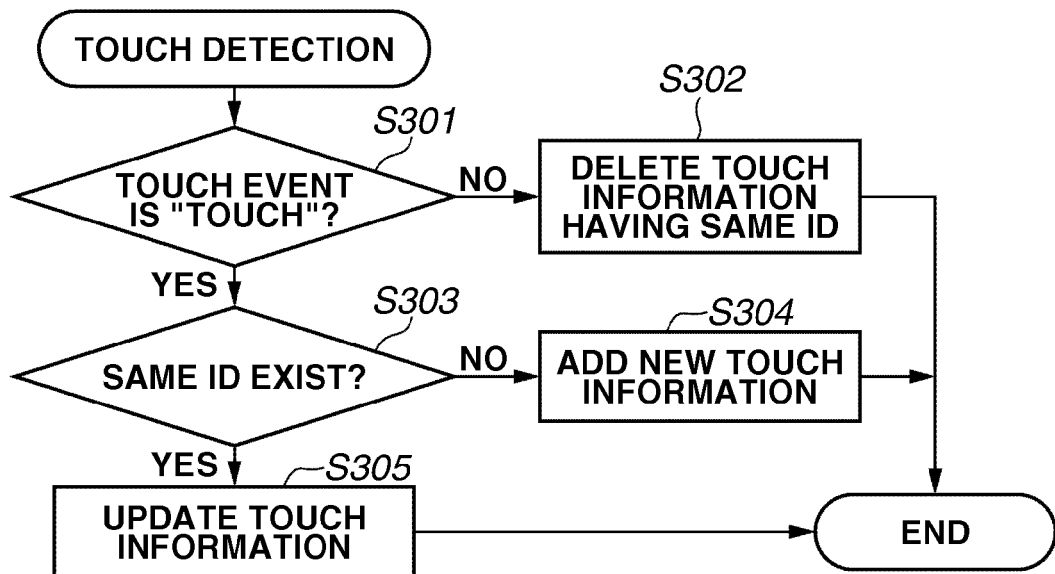 TOUCH DETECTION
S301
TOUCH EVENT
IS "TOUCH"?
NO
S302
DELETE TOUCH
INFORMATION
HAVING SAME ID
YES
S303
SAME ID EXIST?
NO
S304
ADD NEW TOUCH
INFORMATION
YES
S305
UPDATE TOUCH
INFORMATION
END